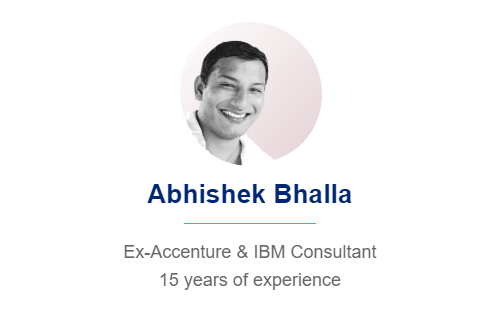 Abhishek Bhalla
Ex-Accenture & IBM Consultant
15 years of experience